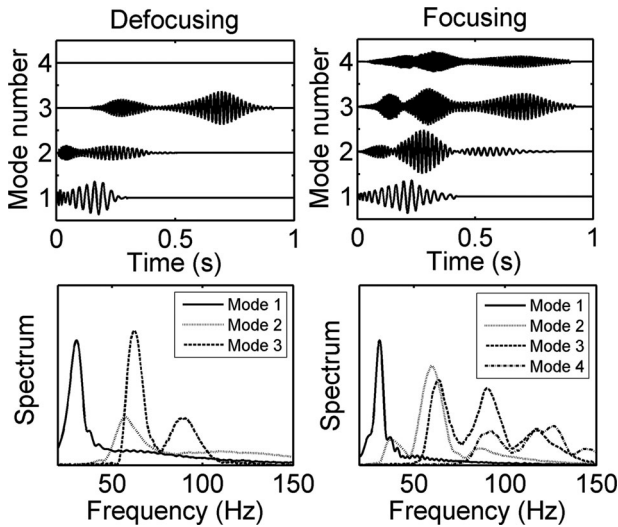 Defocusing
Mode number
4
3
2
1
0
0.5
1
Time (s)
Focusing
Mode number
4
3
2
1
0
0.5
1
Time (s)
Spectrum
Mode 1
Mode 2
Mode 3
50
100
150
Frequency (Hz)
Spectrum
Mode 1
Mode 2
Mode 3
Mode 4
50
100
150
Frequency (Hz)